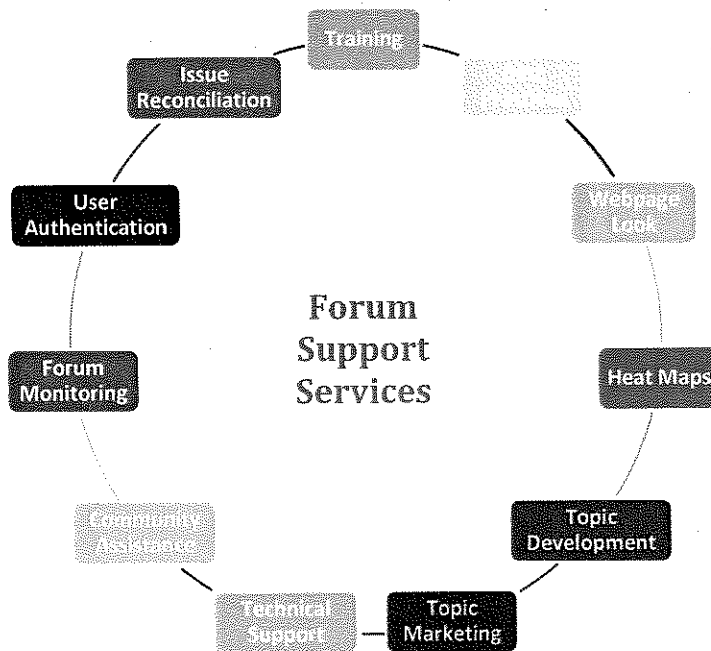 Training
Issue
Reconciliation
Webpage
Look
User
Authentication
Forum
Support
Services
Heat Maps
Forum
Monitoring
Topic
Development
Community
Assistance
Technical
Support
Topic
Marketing